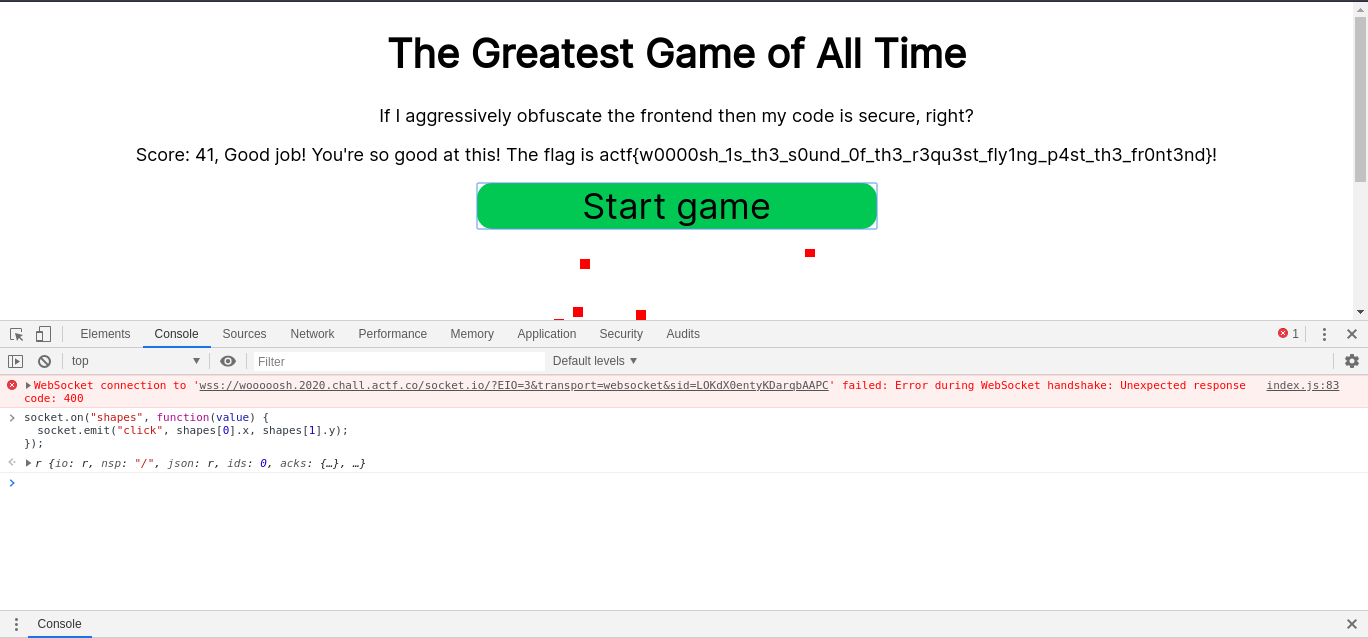 The Greatest Game of All Time
If I aggressively obfuscate the frontend then my code is secure, right?
Score: 41, Good job! You're so good at this! The flag is actf{w0000sh_1s_th3_s0und_0f_th3_r3qu3st_fly1ng_p4st_th3_fr0nt3nd}!
Start game
Elements Console Sources Network Performance Memory Application Security Audits 1
top Filter Default levels
WebSocket connection to 'wss://wooooosh.2020.chall.actf.co/socket.io/?EIO=3&transport=websocket&sid=LOKdX0entyKDarqbAAPC' failed: Error during WebSocket handshake: Unexpected response index.js:83
code: 400
socket.on("shapes", function(value) {
socket.emit("click", shapes[0].x, shapes[1].y);
});
r {io: r, nsp: "/", json: r, ids: 0, acks: {…}, …}
Console